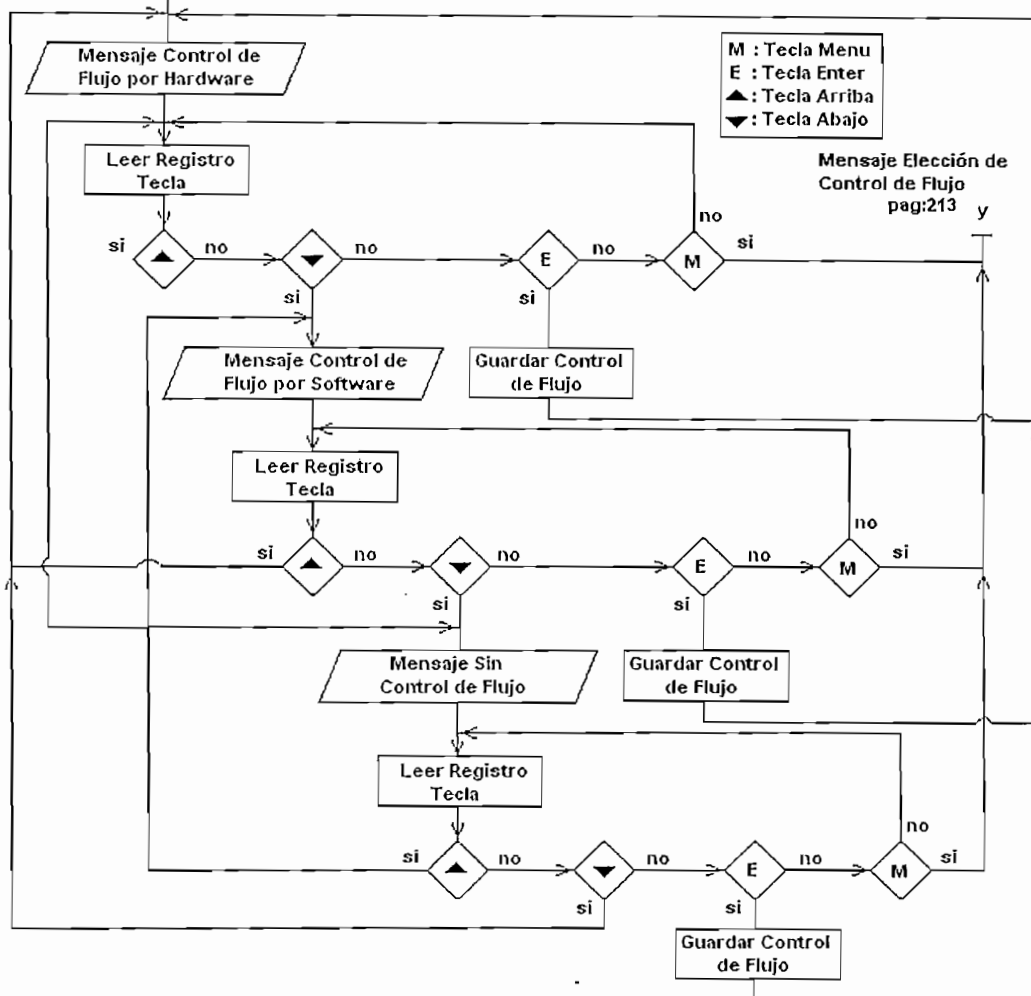 Mensaje Control de
Flujo por Hardware
M : Tecla Menu
E : Tecla Enter
▲ : Tecla Arriba
▼ : Tecla Abajo
Leer Registro
Tecla
Mensaje Elección de
Control de Flujo
pag:213
y
si
no
no
E
no
M
no
si
si
si
Mensaje Control de
Flujo por Software
Guardar Control
de Flujo
Leer Registro
Tecla
si
no
no
E
no
M
no
si
si
si
Mensaje Sin
Control de Flujo
Guardar Control
de Flujo
Leer Registro
Tecla
si
no
no
E
no
M
no
si
si
si
Guardar Control
de Flujo